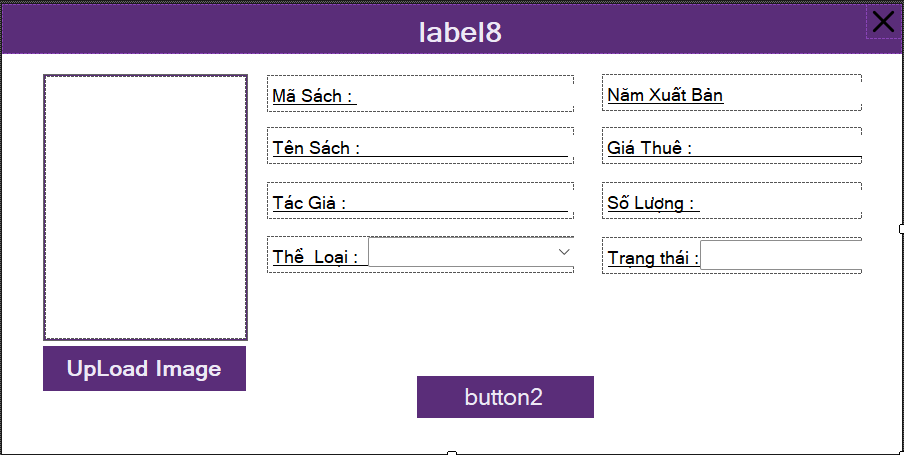 label8
Mã Sách :
Năm Xuất Bản
Tên Sách :
Giá Thuê :
Tác Giả :
Số Lượng :
Thể  Loại :
Trạng thái :
UpLoad Image
button2